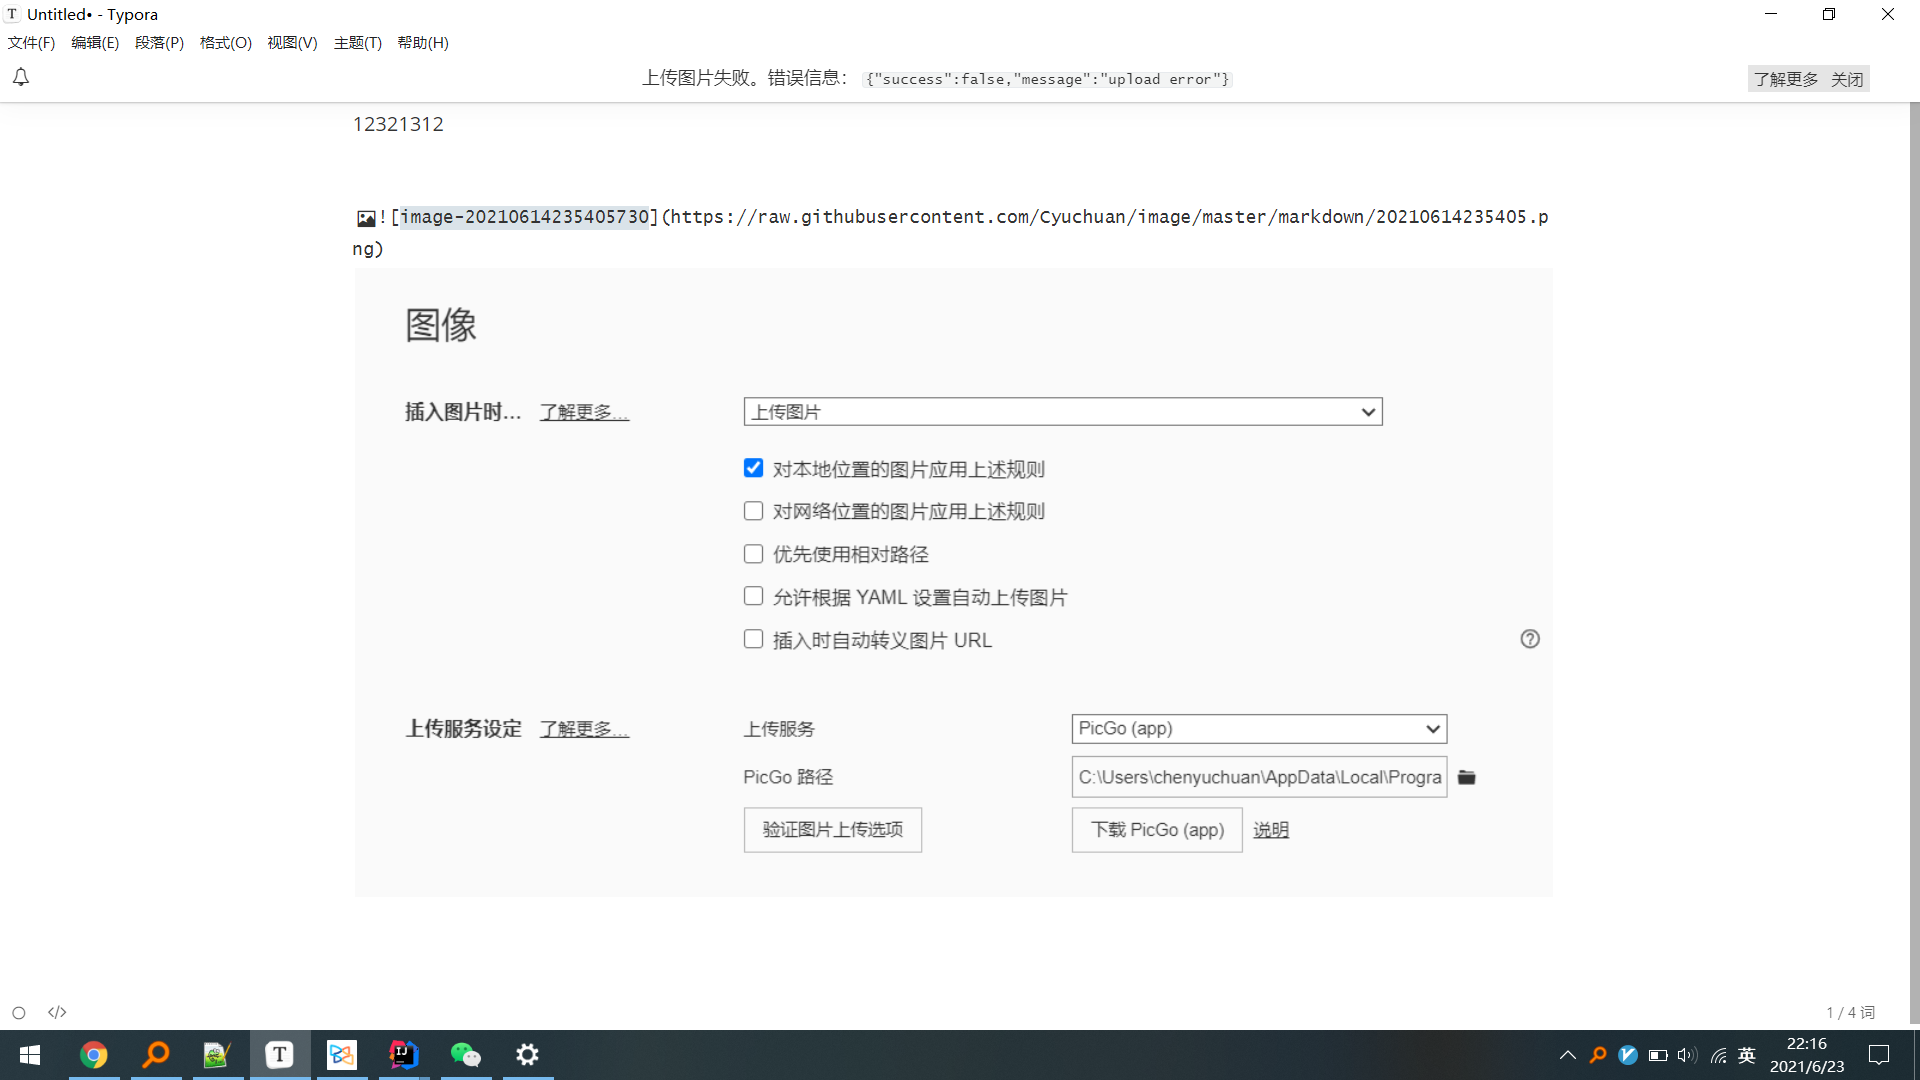 Untitled• - Typora
文件(F) 编辑(E) 段落(P) 格式(O) 视图(V) 主题(T) 帮助(H)
上传图片失败。错误信息： {"success":false,"message":"upload error"} 了解更多 关闭
12321312
![image-20210614235405730](https://raw.githubusercontent.com/Cyuchuan/image/master/markdown/20210614235405.p
ng)
图像
插入图片时... 了解更多... 上传图片
对本地位置的图片应用上述规则
对网络位置的图片应用上述规则
优先使用相对路径
允许根据 YAML 设置自动上传图片
插入时自动转义图片 URL
上传服务设定 了解更多... 上传服务 PicGo (app)
PicGo 路径 C:\Users\chenyuchuan\AppData\Local\Progra
验证图片上传选项 下载 PicGo (app) 说明
1 / 4 词
英 22:16
2021/6/23